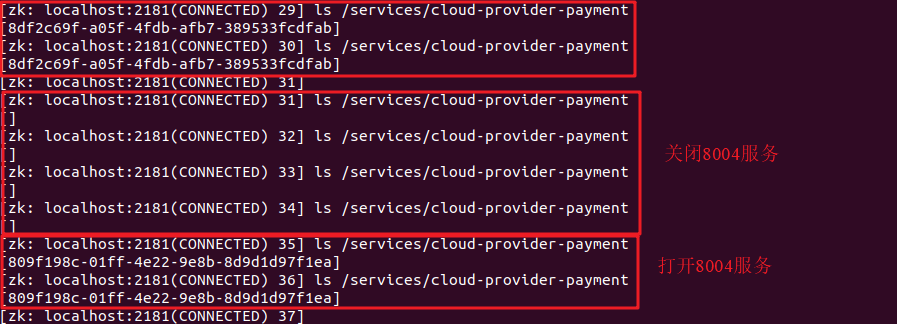 [zk: localhost:2181(CONNECTED) 29] ls /services/cloud-provider-payment
[8df2c69f-a05f-4fdb-afb7-389533fcdfab]
[zk: localhost:2181(CONNECTED) 30] ls /services/cloud-provider-payment
[8df2c69f-a05f-4fdb-afb7-389533fcdfab]
[zk: localhost:2181(CONNECTED) 31]
[zk: localhost:2181(CONNECTED) 31] ls /services/cloud-provider-payment
[]
[zk: localhost:2181(CONNECTED) 32] ls /services/cloud-provider-payment
[]
关闭8004服务
[zk: localhost:2181(CONNECTED) 33] ls /services/cloud-provider-payment
[]
[zk: localhost:2181(CONNECTED) 34] ls /services/cloud-provider-payment
[]
[zk: localhost:2181(CONNECTED) 35] ls /services/cloud-provider-payment
[809f198c-01ff-4e22-9e8b-8d9d1d97f1ea]
打开8004服务
[zk: localhost:2181(CONNECTED) 36] ls /services/cloud-provider-payment
[809f198c-01ff-4e22-9e8b-8d9d1d97f1ea]
[zk: localhost:2181(CONNECTED) 37]